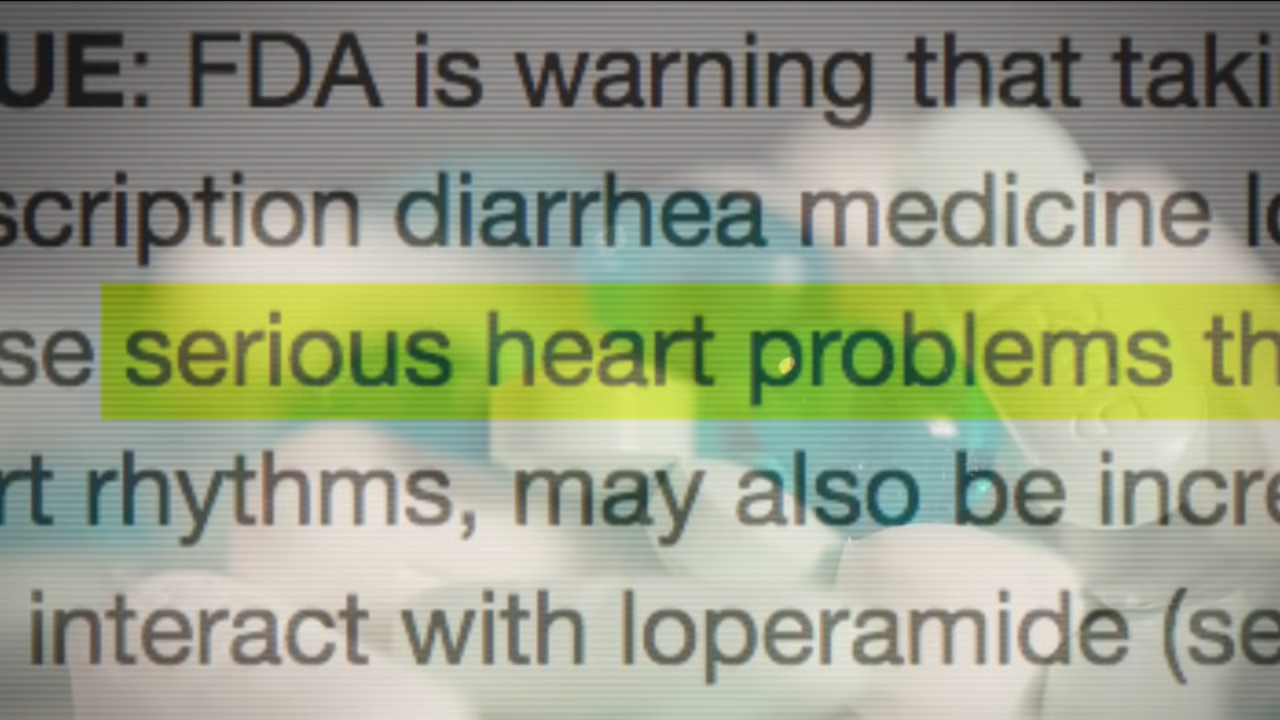 UE: FDA is warning that taki
scription diarrhea medicine lo
se serious heart problems th
rt rhythms, may also be incre
interact with loperamide (se